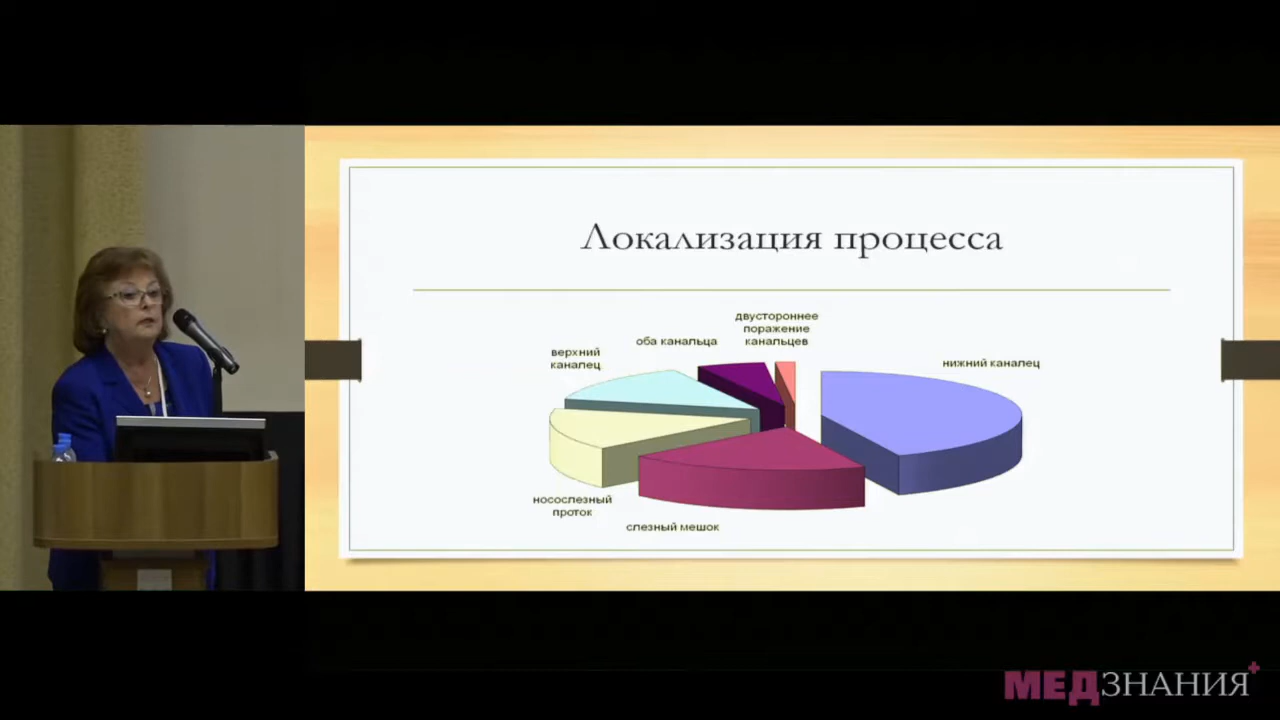 Локализация процесса
двустороннее
поражение
канальцев
оба канальца
верхний
каналец
нижний каналец
носослезный
проток
слезный мешок
МЕДЗНАНИЯ+